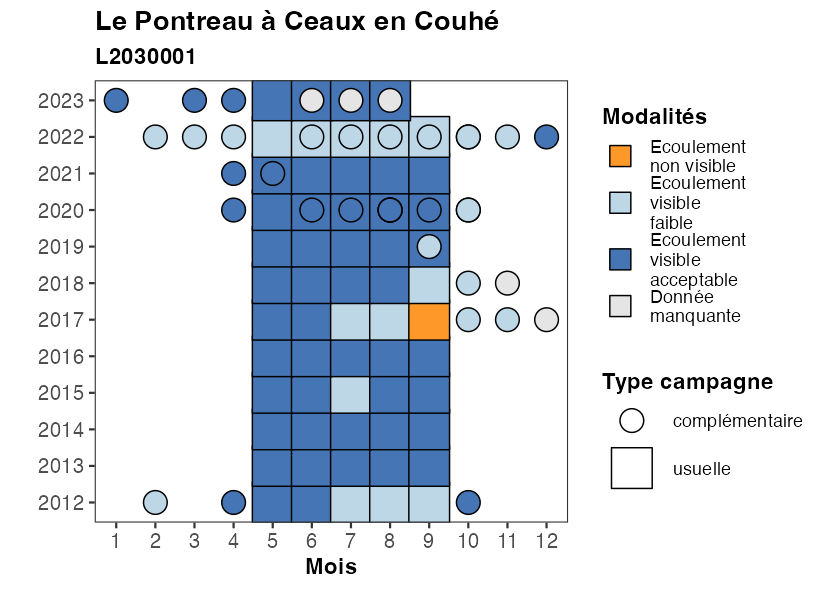 Le Pontreau à Ceaux en Couhé
L2030001
2023
2022
2021
2020
2019
2018
2017
2016
2015
2014
2013
2012
1 2 3 4 5 6 7 8 9 10 11 12
Mois
Modalités
Ecoulement
non visible
Ecoulement
visible
faible
Ecoulement
visible
acceptable
Donnée
manquante
Type campagne
complémentaire
usuelle